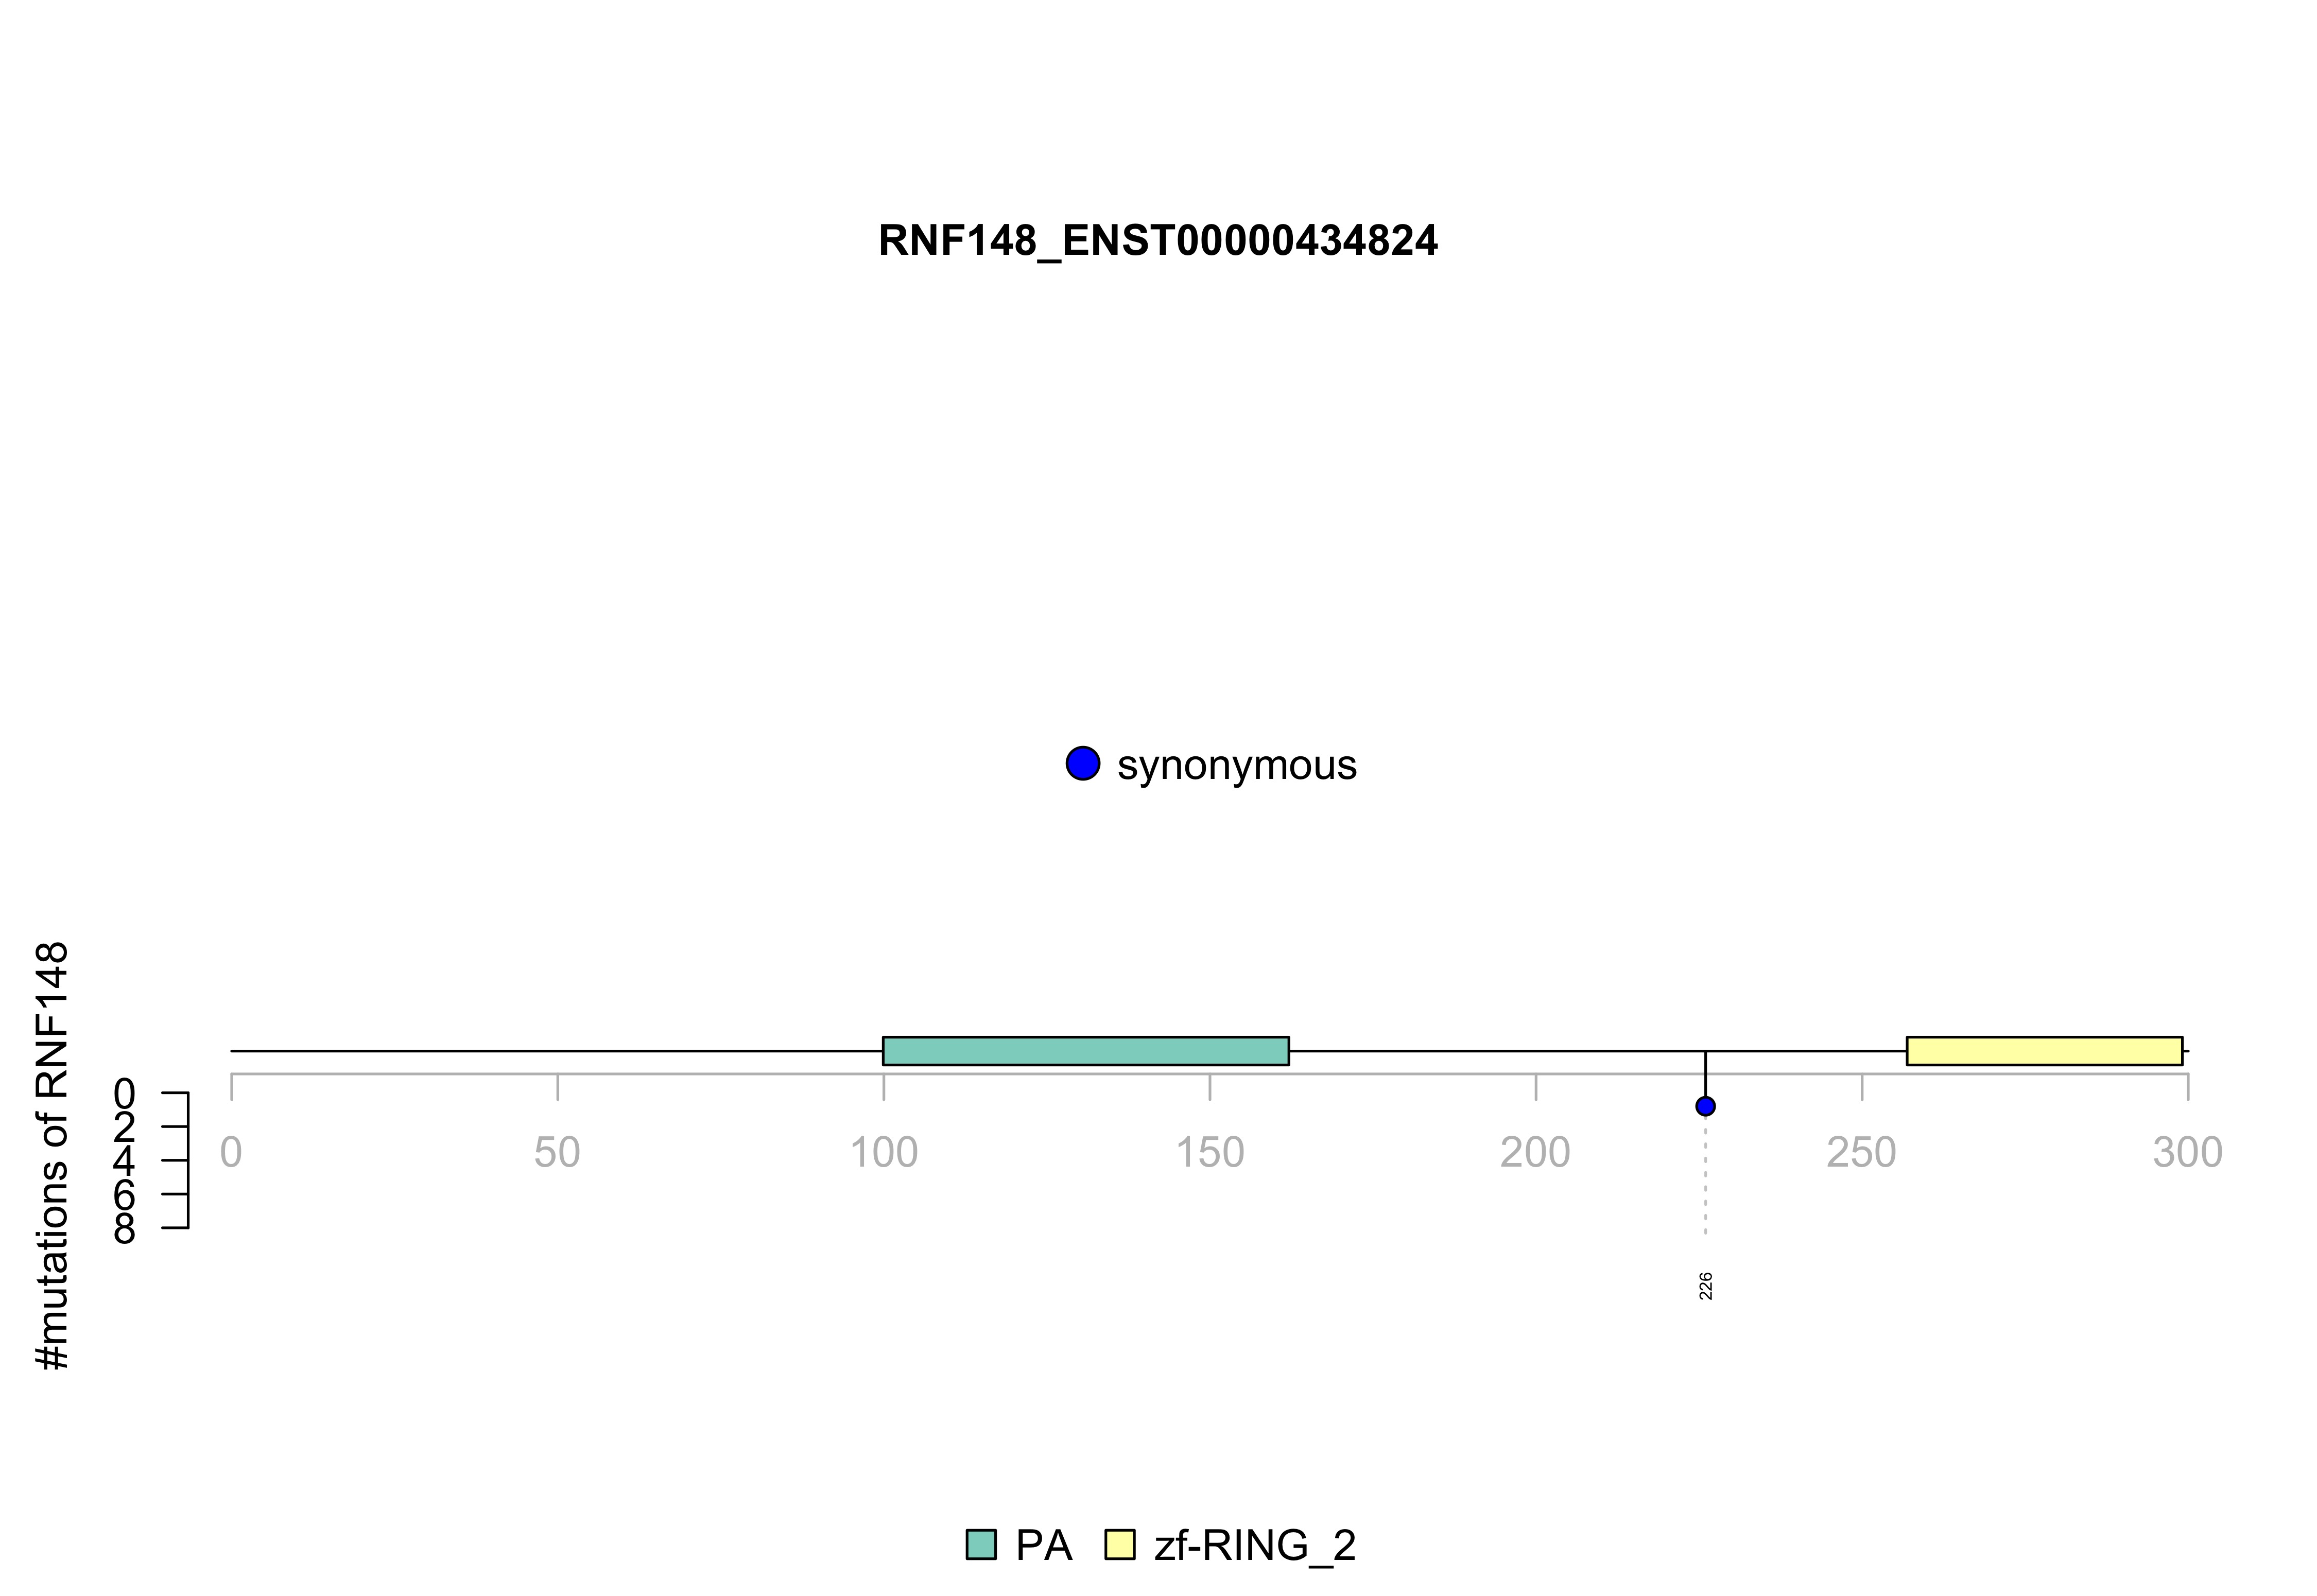 RNF148_ENST00000434824
synonymous
#mutations of RNF148
0
2
4
6
8
0 50 100 150 200 250 300
226
PA zf-RING_2